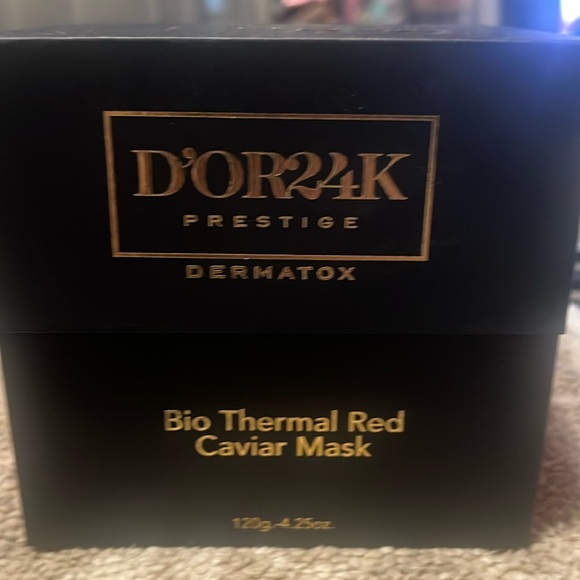 D'OR24K
PRESTIGE
DERMATOX
Bio Thermal Red
Caviar Mask
120g.-4.25oz.